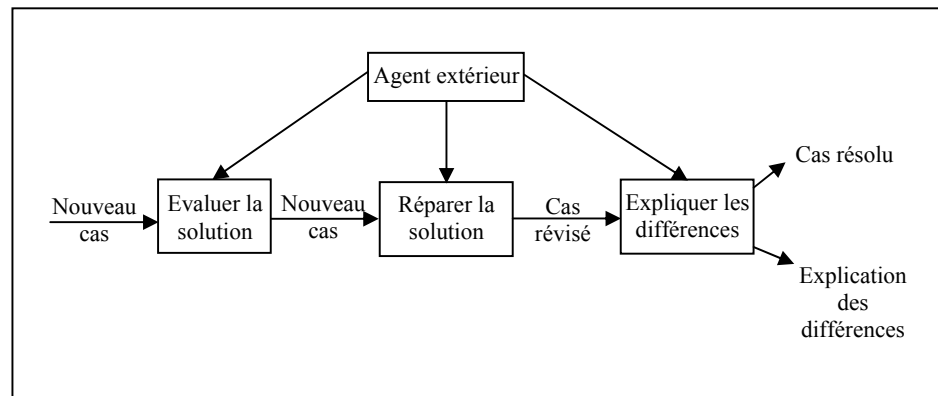 Agent extérieur
Cas résolu
Nouveau
cas
Evaluer la
solution
Nouveau
cas
Réparer la
solution
Cas
révisé
Expliquer les
différences
Explication
des
différences